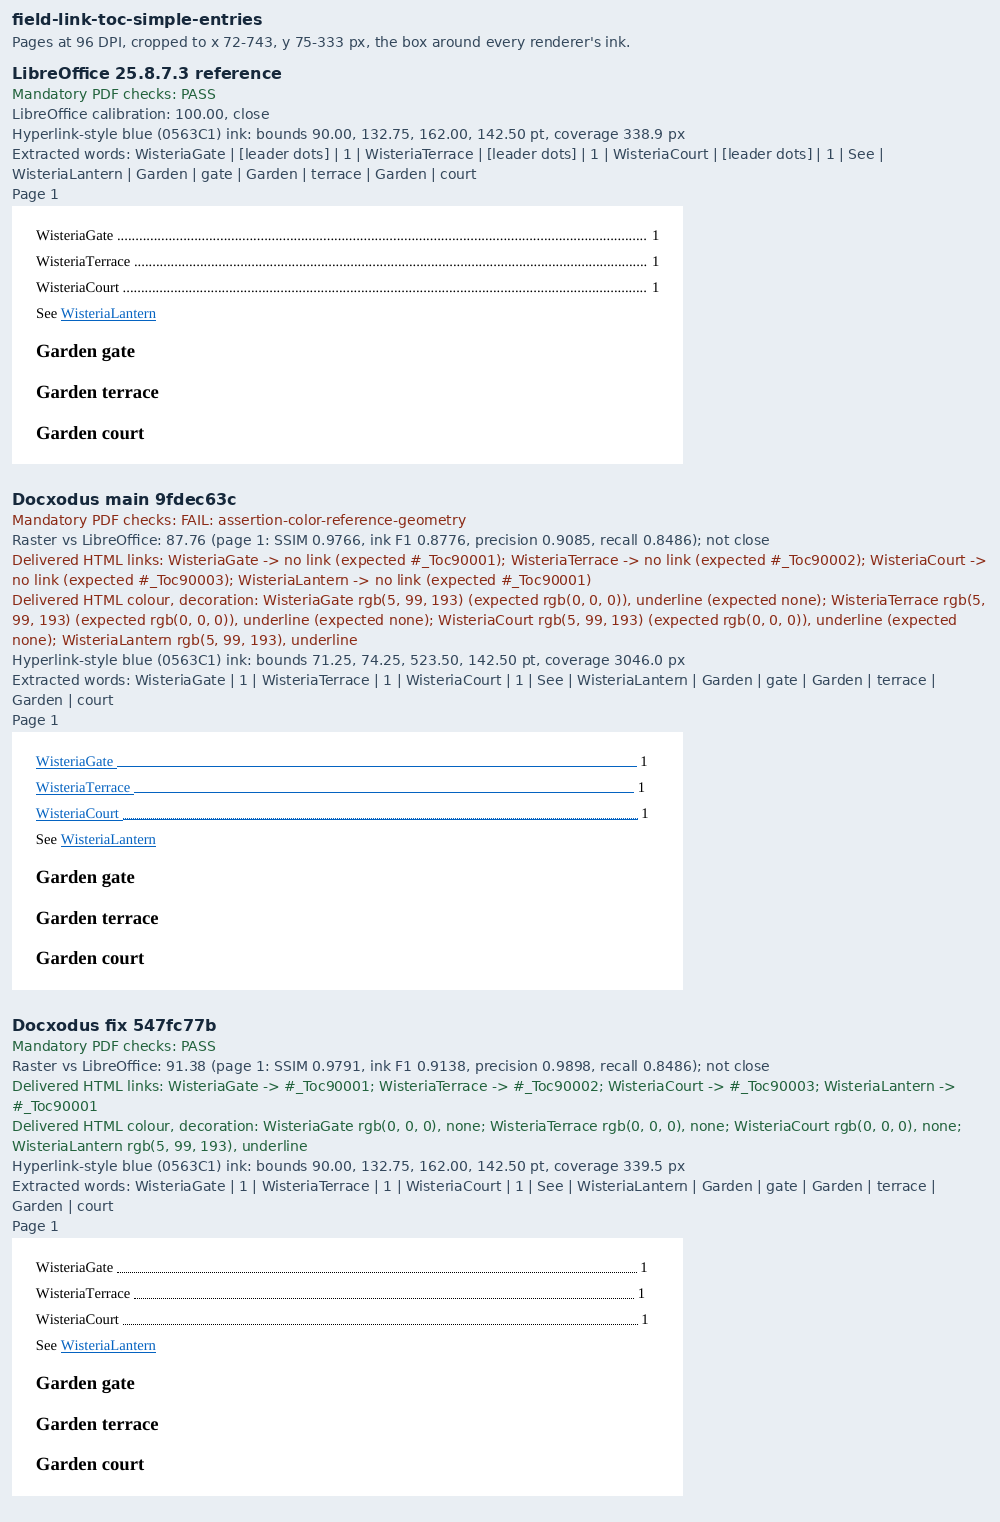 field-link-toc-simple-entries
Pages at 96 DPI, cropped to x 72-743, y 75-333 px, the box around every renderer's ink.
LibreOffice 25.8.7.3 reference
Mandatory PDF checks: PASS
LibreOffice calibration: 100.00, close
Hyperlink-style blue (0563C1) ink: bounds 90.00, 132.75, 162.00, 142.50 pt, coverage 338.9 px
Extracted words: WisteriaGate | [leader dots] | 1 | WisteriaTerrace | [leader dots] | 1 | WisteriaCourt | [leader dots] | 1 | See |
WisteriaLantern | Garden | gate | Garden | terrace | Garden | court
Page 1
WisteriaGate ................................................................................................................................................ 1
WisteriaTerrace ........................................................................................................................................... 1
WisteriaCourt .............................................................................................................................................. 1
See WisteriaLantern
Garden gate
Garden terrace
Garden court
Docxodus main 9fdec63c
Mandatory PDF checks: FAIL: assertion-color-reference-geometry
Raster vs LibreOffice: 87.76 (page 1: SSIM 0.9766, ink F1 0.8776, precision 0.9085, recall 0.8486); not close
Delivered HTML links: WisteriaGate -> no link (expected #_Toc90001); WisteriaTerrace -> no link (expected #_Toc90002); WisteriaCourt ->
no link (expected #_Toc90003); WisteriaLantern -> no link (expected #_Toc90001)
Delivered HTML colour, decoration: WisteriaGate rgb(5, 99, 193) (expected rgb(0, 0, 0)), underline (expected none); WisteriaTerrace rgb(5,
99, 193) (expected rgb(0, 0, 0)), underline (expected none); WisteriaCourt rgb(5, 99, 193) (expected rgb(0, 0, 0)), underline (expected
none); WisteriaLantern rgb(5, 99, 193), underline
Hyperlink-style blue (0563C1) ink: bounds 71.25, 74.25, 523.50, 142.50 pt, coverage 3046.0 px
Extracted words: WisteriaGate | 1 | WisteriaTerrace | 1 | WisteriaCourt | 1 | See | WisteriaLantern | Garden | gate | Garden | terrace |
Garden | court
Page 1
WisteriaGate 1
WisteriaTerrace 1
WisteriaCourt 1
See WisteriaLantern
Garden gate
Garden terrace
Garden court
Docxodus fix 547fc77b
Mandatory PDF checks: PASS
Raster vs LibreOffice: 91.38 (page 1: SSIM 0.9791, ink F1 0.9138, precision 0.9898, recall 0.8486); not close
Delivered HTML links: WisteriaGate -> #_Toc90001; WisteriaTerrace -> #_Toc90002; WisteriaCourt -> #_Toc90003; WisteriaLantern ->
#_Toc90001
Delivered HTML colour, decoration: WisteriaGate rgb(0, 0, 0), none; WisteriaTerrace rgb(0, 0, 0), none; WisteriaCourt rgb(0, 0, 0), none;
WisteriaLantern rgb(5, 99, 193), underline
Hyperlink-style blue (0563C1) ink: bounds 90.00, 132.75, 162.00, 142.50 pt, coverage 339.5 px
Extracted words: WisteriaGate | 1 | WisteriaTerrace | 1 | WisteriaCourt | 1 | See | WisteriaLantern | Garden | gate | Garden | terrace |
Garden | court
Page 1
WisteriaGate 1
WisteriaTerrace 1
WisteriaCourt 1
See WisteriaLantern
Garden gate
Garden terrace
Garden court